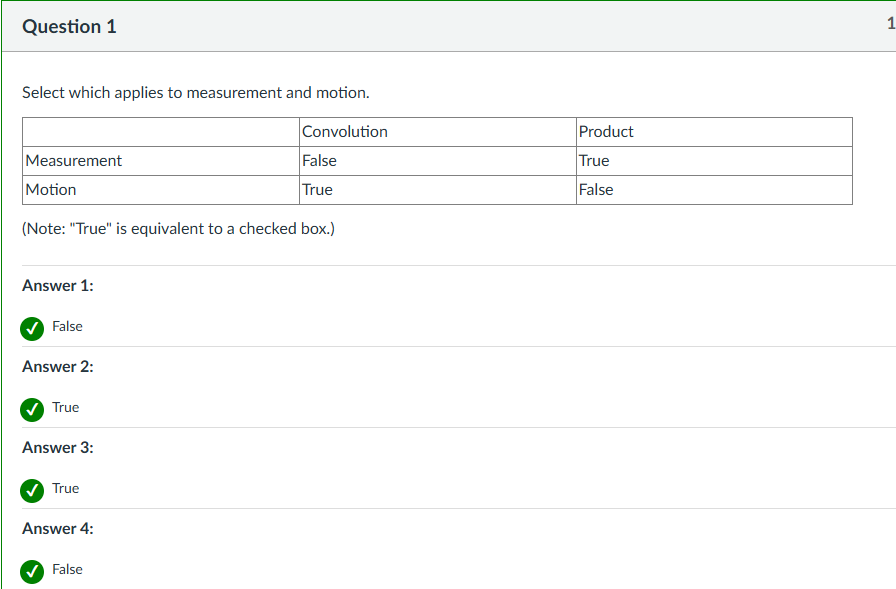 Question 1
1
Select which applies to measurement and motion.
Convolution Product
Measurement False True
Motion True False
(Note: "True" is equivalent to a checked box.)
Answer 1:
False
Answer 2:
True
Answer 3:
True
Answer 4:
False